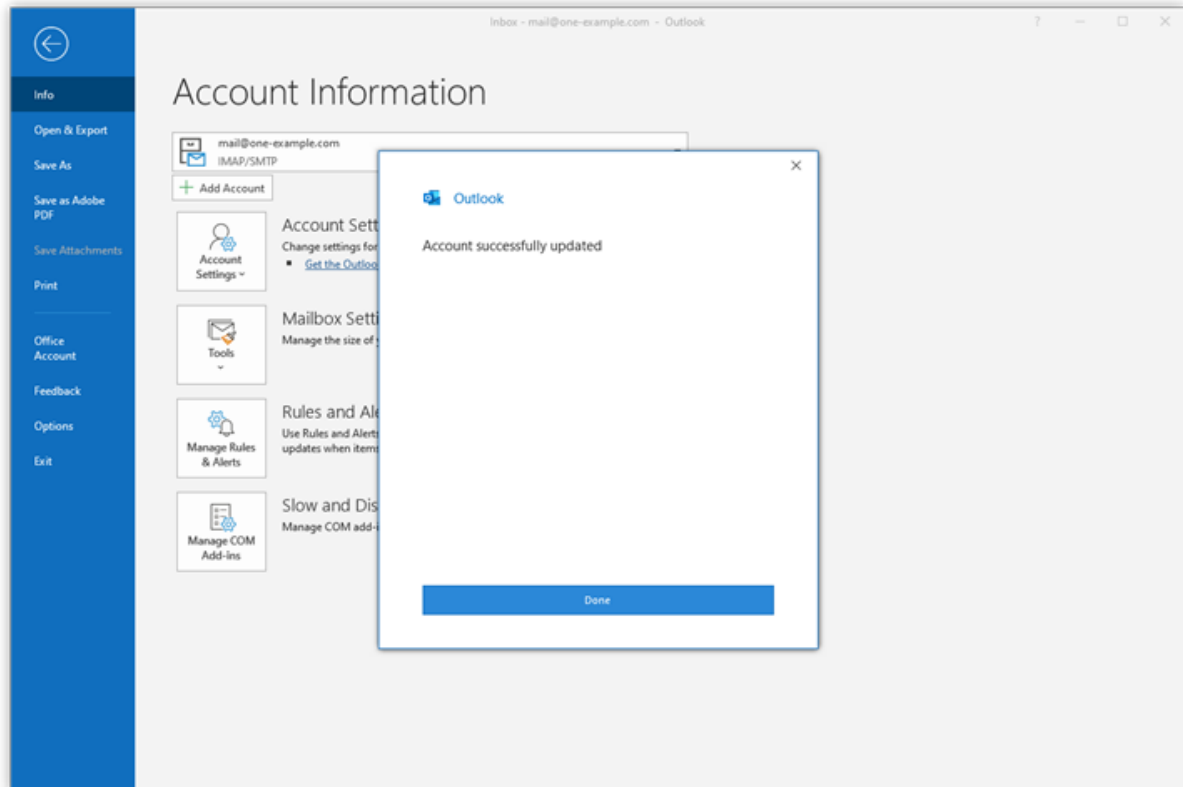 Inbox - mail@one-example.com - Outlook
?
Info
Open & Export
Save As
Save as Adobe
PDF
Save Attachments
Print
Office
Account
Feedback
Options
Exit
Account Information
mail@one-example.com
IMAP/SMTP
Add Account
Account
Settings
Account Sett
Change settings for
Get the Outloo
Tools
Mailbox Setti
Manage the size of
Manage Rules
& Alerts
Rules and Ale
Use Rules and Alerts
updates when items
Manage COM
Add-ins
Slow and Dis
Manage COM add-i
Outlook
Account successfully updated
Done